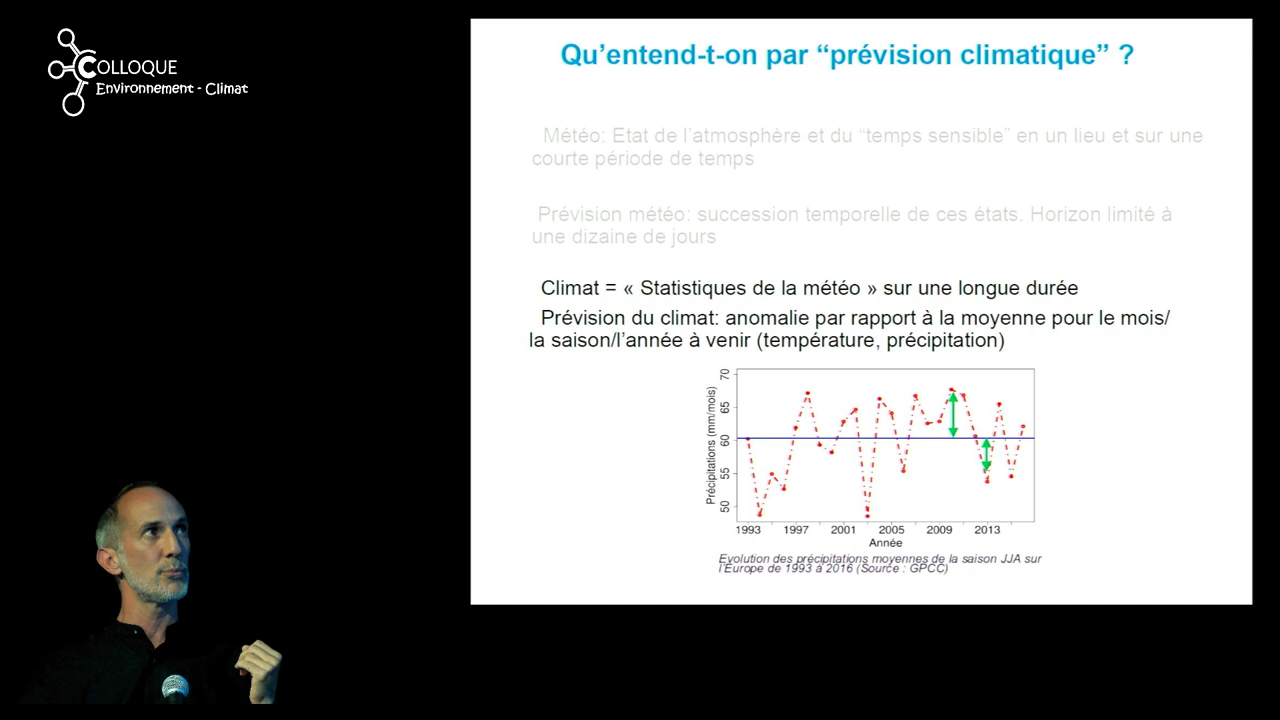 COLLOQUE
Environnement - Climat
Qu’entend-t-on par “prévision climatique” ?
Météo: Etat de l’atmosphère et du “temps sensible” en un lieu et sur une
courte période de temps
Prévision météo: succession temporelle de ces états. Horizon limité à
une dizaine de jours
Climat = « Statistiques de la météo » sur une longue durée
Prévision du climat: anomalie par rapport à la moyenne pour le mois/
la saison/l’année à venir (température, précipitation)
Précipitations (mm/mois)
70
65
60
55
50
1993 1997 2001 2005 2009 2013
Année
Evolution des précipitations moyennes de la saison JJA sur
l’Europe de 1993 à 2016 (Source : GPCC)